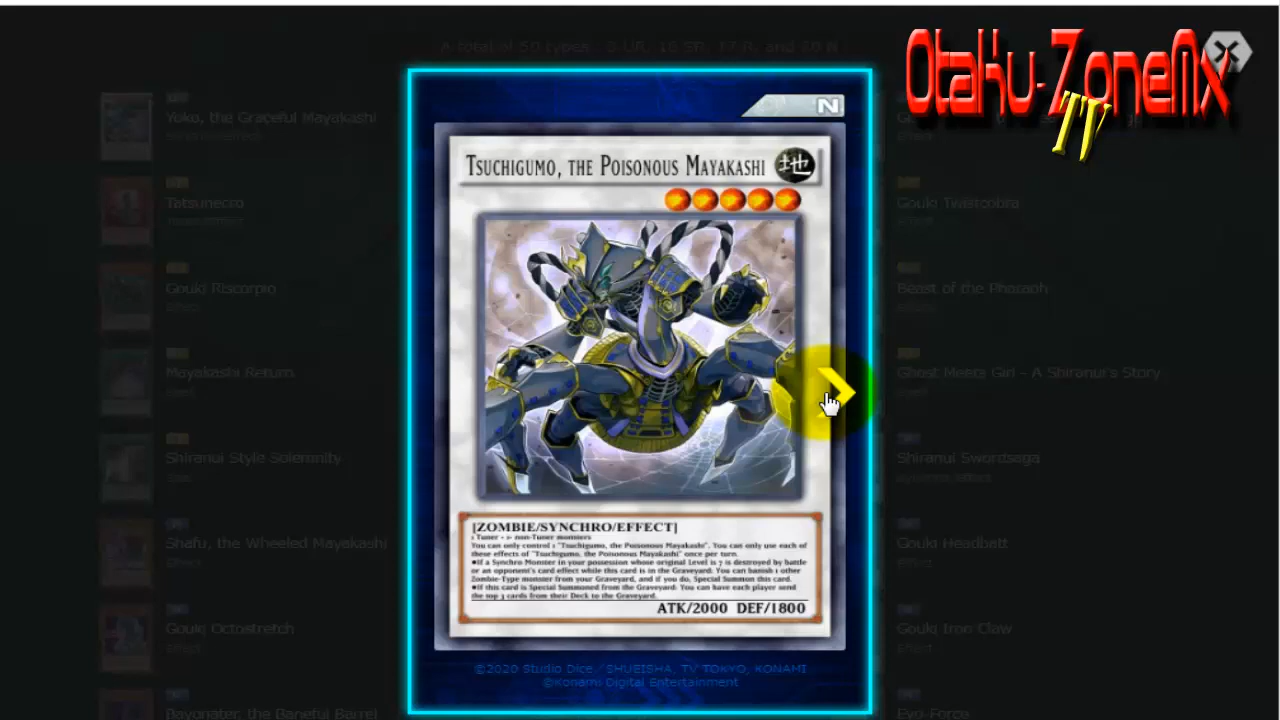 A total of 50 types
Otaku-ZoneMX
TV
N
Yoko, the Graceful Mayakashi
TSUCHIGUMO, THE POISONOUS MAYAKASHI 地
Tatsunecro
Gouki Twistcobra
Gouki Riscorpio
Beast of the Pharaoh
Mayakashi Return
Ghost Meets Girl - A Shiranui's Story
Shiranui Style Solemnity
Shiranui Swordsaga
Shafu, the Wheeled Mayakashi
Gouki Headbatt
[ZOMBIE/SYNCHRO/EFFECT]
1 Tuner + 1+ non-Tuner monsters
You can only control 1 "Tsuchigumo, the Poisonous Mayakashi". You can only use each of
these effects of "Tsuchigumo, the Poisonous Mayakashi" once per turn.
●If a Synchro Monster in your possession whose original Level is 7 is destroyed by battle
or an opponent's card effect while this card is in the Graveyard: You can banish 1 other
Zombie-Type monster from your Graveyard, and if you do, Special Summon this card.
●If this card is Special Summoned from the Graveyard: You can have each player send
the top 3 cards from their Deck to the Graveyard.
ATK/2000 DEF/1800
Gouki Octostretch
Gouki Iron Claw
©2020 Studio Dice／SHUEISHA, TV TOKYO, KONAMI
©Konami Digital Entertainment
Bayonater, the Baneful Barrel
Evo-Force